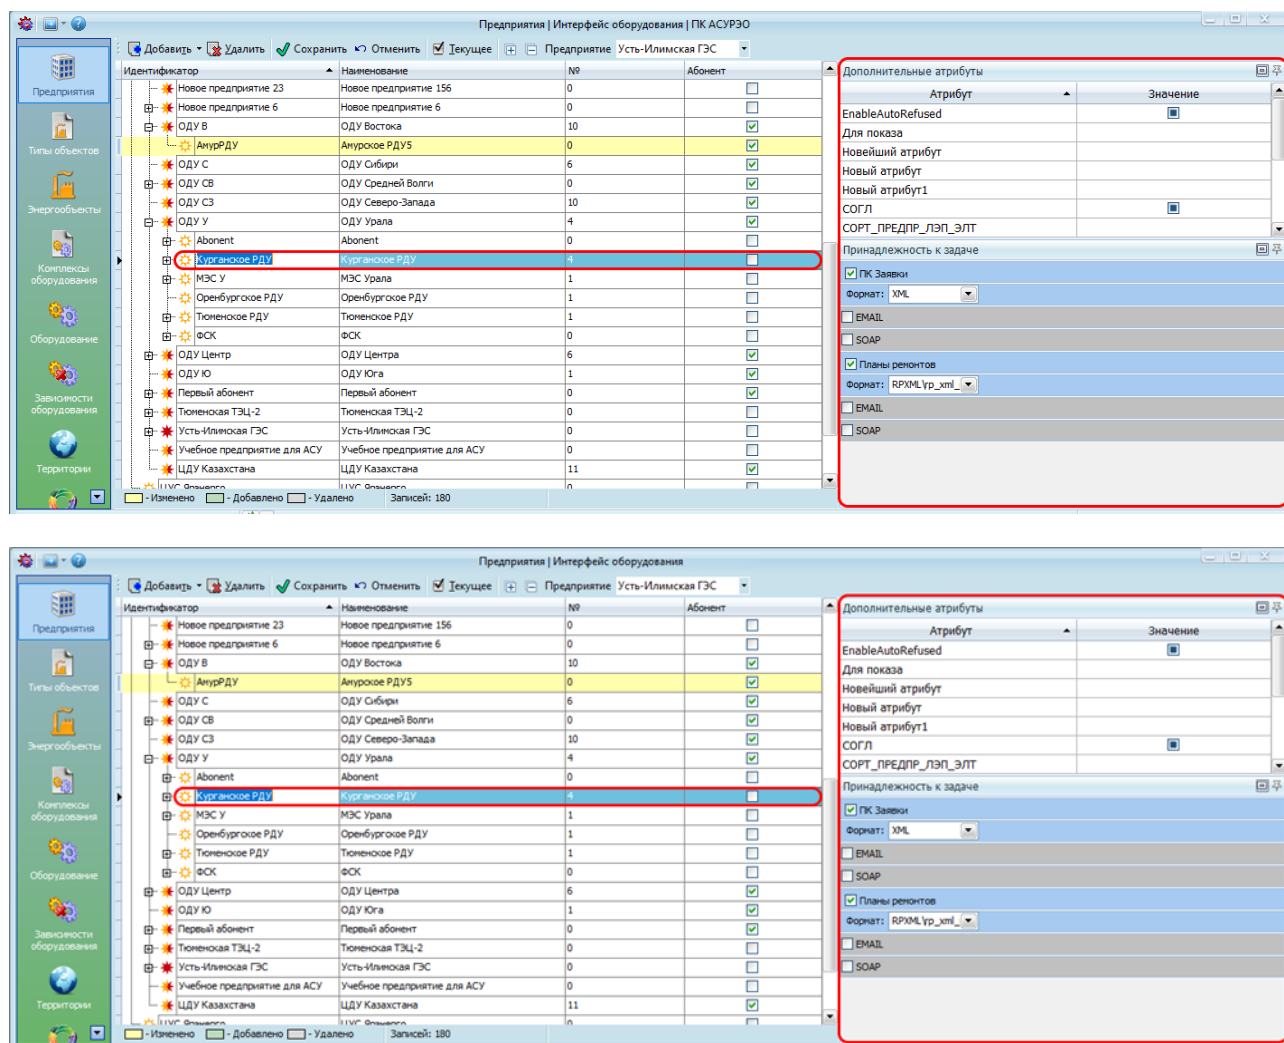 Предприятия | Интерфейс оборудования | ПК АСУРЭО
Добавить Удалить Сохранить Отменить Текущее Предприятие Усть-Илимская ГЭС
Идентификатор Наименование № Абонент
Новое предприятие 23 Новое предприятие 156 0
Новое предприятие 6 Новое предприятие 6 0
ОДУ В ОДУ Востока 10
АмурРДУ Амурское РДУ5 0
ОДУ С ОДУ Сибири 6
ОДУ СВ ОДУ Средней Волги 0
ОДУ СЗ ОДУ Северо-Запада 10
ОДУ У ОДУ Урала 4
Abonent Abonent 0
Курганское РДУ Курганское РДУ 4
МЭС У МЭС Урала 1
Оренбургское РДУ Оренбургское РДУ 1
Тюменское РДУ Тюменское РДУ 1
ФСК ФСК 0
ОДУ Центр ОДУ Центра 6
ОДУ Ю ОДУ Юга 1
Первый абонент Первый абонент 0
Тюменская ТЭЦ-2 Тюменская ТЭЦ-2 0
Усть-Илимская ГЭС Усть-Илимская ГЭС 0
Учебное предприятие для АСУ Учебное предприятие для АСУ 0
ЦДУ Казахстана ЦДУ Казахстана 11
- Изменено - Добавлено - Удалено Записей: 180
Предприятия
Типы объектов
Энергообъекты
Комплексы
оборудования
Оборудование
Зависимости
оборудования
Территории
Дополнительные атрибуты
Атрибут Значение
EnableAutoRefused
Для показа
Новейший атрибут
Новый атрибут
Новый атрибут1
СОГЛ
СОРТ_ПРЕДПР_ЛЭП_ЭЛТ
Принадлежность к задаче
ПК Заявки
Формат: XML
EMAIL
SOAP
Планы ремонтов
Формат: RPXML\rp_xml_
EMAIL
SOAP
Предприятия | Интерфейс оборудования
Добавить Удалить Сохранить Отменить Текущее Предприятие Усть-Илимская ГЭС
Идентификатор Наименование № Абонент
Новое предприятие 23 Новое предприятие 156 0
Новое предприятие 6 Новое предприятие 6 0
ОДУ В ОДУ Востока 10
АмурРДУ Амурское РДУ5 0
ОДУ С ОДУ Сибири 6
ОДУ СВ ОДУ Средней Волги 0
ОДУ СЗ ОДУ Северо-Запада 10
ОДУ У ОДУ Урала 4
Abonent Abonent 0
Курганское РДУ Курганское РДУ 4
МЭС У МЭС Урала 1
Оренбургское РДУ Оренбургское РДУ 1
Тюменское РДУ Тюменское РДУ 1
ФСК ФСК 0
ОДУ Центр ОДУ Центра 6
ОДУ Ю ОДУ Юга 1
Первый абонент Первый абонент 0
Тюменская ТЭЦ-2 Тюменская ТЭЦ-2 0
Усть-Илимская ГЭС Усть-Илимская ГЭС 0
Учебное предприятие для АСУ Учебное предприятие для АСУ 0
ЦДУ Казахстана ЦДУ Казахстана 11
- Изменено - Добавлено - Удалено Записей: 180
Предприятия
Типы объектов
Энергообъекты
Комплексы
оборудования
Оборудование
Зависимости
оборудования
Территории
Дополнительные атрибуты
Атрибут Значение
EnableAutoRefused
Для показа
Новейший атрибут
Новый атрибут
Новый атрибут1
СОГЛ
СОРТ_ПРЕДПР_ЛЭП_ЭЛТ
Принадлежность к задаче
ПК Заявки
Формат: XML
EMAIL
SOAP
Планы ремонтов
Формат: RPXML\rp_xml_
EMAIL
SOAP